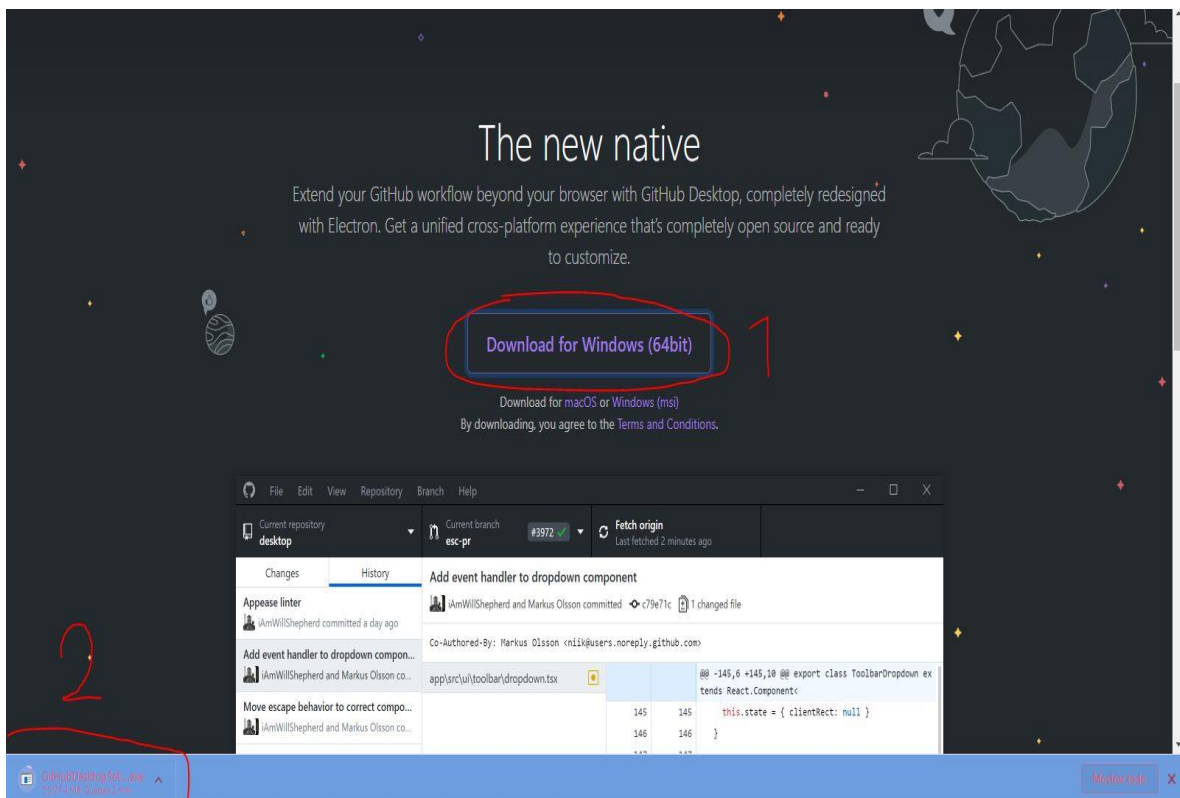 The new native
Extend your GitHub workflow beyond your browser with GitHub Desktop, completely redesigned
with Electron. Get a unified cross-platform experience that's completely open source and ready
to customize.
Download for Windows (64bit)
1
Download for macOS or Windows (msi)
By downloading, you agree to the Terms and Conditions.
File Edit View Repository Branch Help
Current repository
desktop
Current branch
esc-pr
#3972
Fetch origin
Last fetched 2 minutes ago
Changes
History
Appease linter
iAmWillShepherd committed a day ago
Add event handler to dropdown compon...
iAmWillShepherd and Markus Olsson co...
Move escape behavior to correct compo...
iAmWillShepherd and Markus Olsson co...
Add event handler to dropdown component
iAmWillShepherd and Markus Olsson committed c79e71c 1 changed file
Co-Authored-By: Markus Olsson <niik@users.noreply.github.com>
app\src\ui\toolbar\dropdown.tsx
@@ -145,6 +145,10 @@ export class ToolbarDropdown ex
tends React.Component<
145 145 this.state = { clientRect: null }
146 146 }
2
GitHubDesktopSet....exe
X